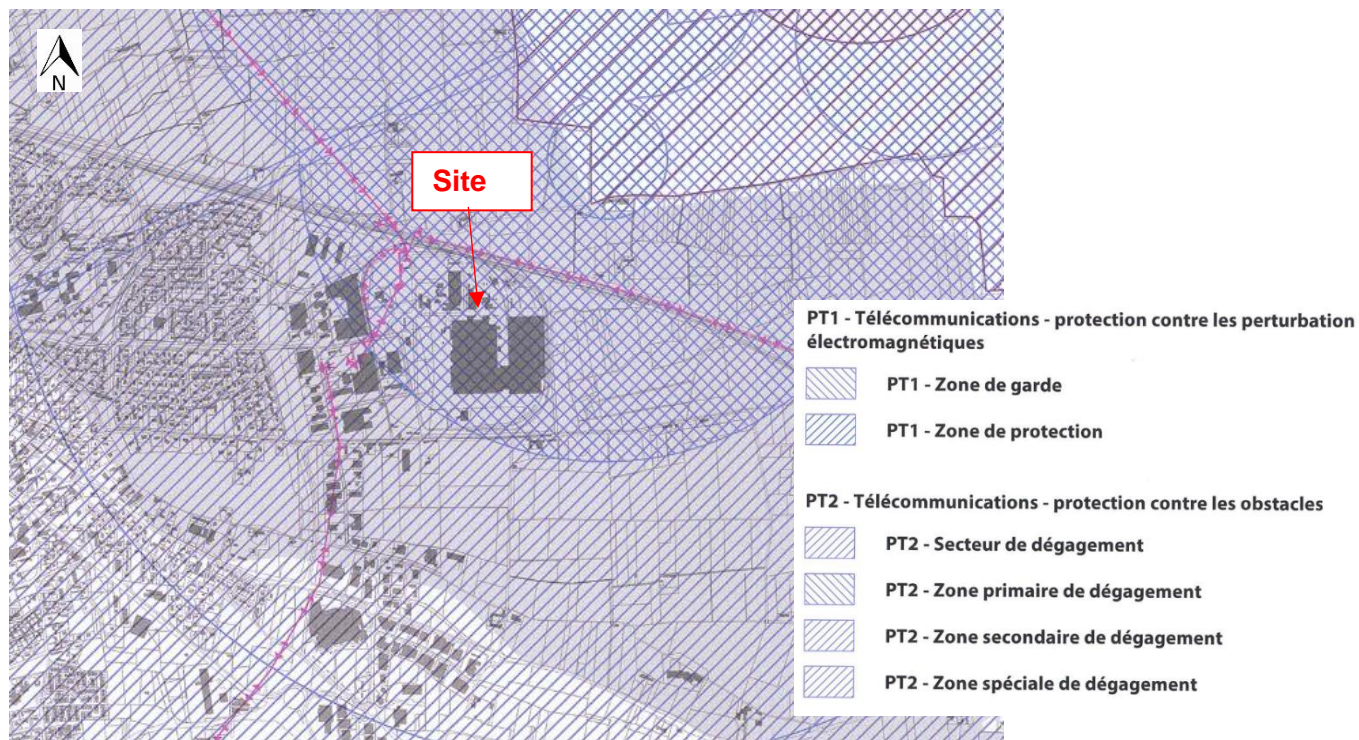 N
Site
PT1 - Télécommunications - protection contre les perturbation
électromagnétiques
PT1 - Zone de garde
PT1 - Zone de protection
PT2 - Télécommunications - protection contre les obstacles
PT2 - Secteur de dégagement
PT2 - Zone primaire de dégagement
PT2 - Zone secondaire de dégagement
PT2 - Zone spéciale de dégagement